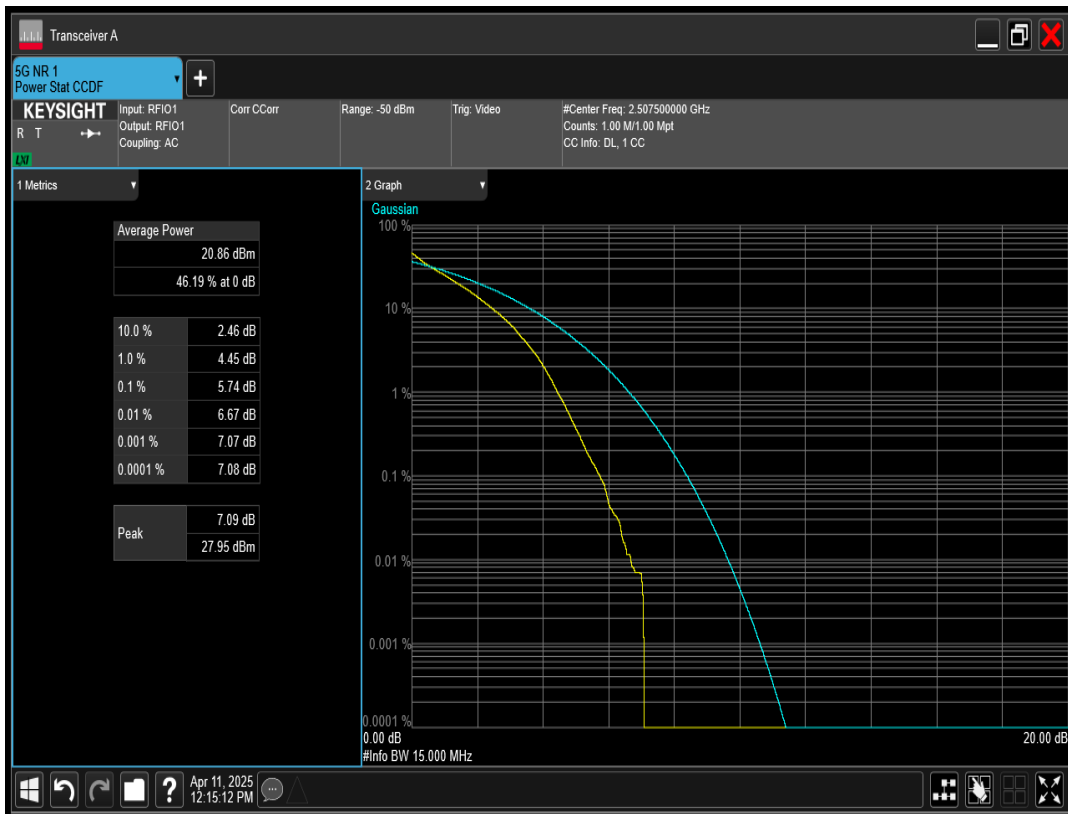 Transceiver A
5G NR 1
Power Stat CCDF
+
KEYSIGHT
R T
LXI
Input: RFIO1
Output: RFIO1
Coupling: AC
Corr CCorr
Range: -50 dBm
Trig: Video
#Center Freq: 2.507500000 GHz
Counts: 1.00 M/1.00 Mpt
CC Info: DL, 1 CC
1 Metrics
Average Power
20.86 dBm
46.19 % at 0 dB
10.0 % 2.46 dB
1.0 % 4.45 dB
0.1 % 5.74 dB
0.01 % 6.67 dB
0.001 % 7.07 dB
0.0001 % 7.08 dB
Peak 7.09 dB
27.95 dBm
2 Graph
Gaussian
100 %
10 %
1 %
0.1 %
0.01 %
0.001 %
0.0001 %
0.00 dB 20.00 dB
#Info BW 15.000 MHz
?
Apr 11, 2025
12:15:12 PM